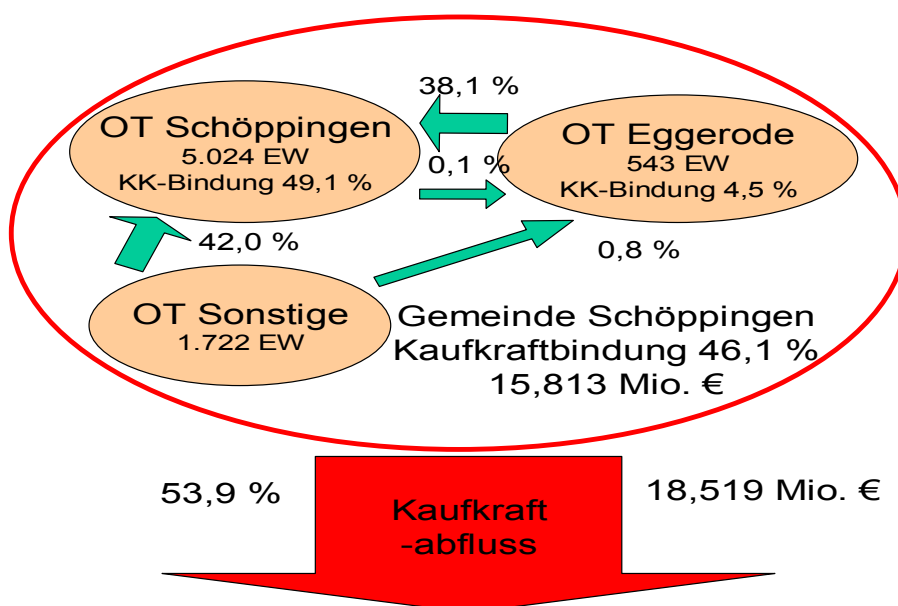 38,1 %
OT Schöppingen
5.024 EW
KK-Bindung 49,1 %
0,1 %
OT Eggerode
543 EW
KK-Bindung 4,5 %
42,0 %
0,8 %
OT Sonstige
1.722 EW
Gemeinde Schöppingen
Kaufkraftbindung 46,1 %
15,813 Mio. €
53,9 %
Kaufkraft
-abfluss
18,519 Mio. €